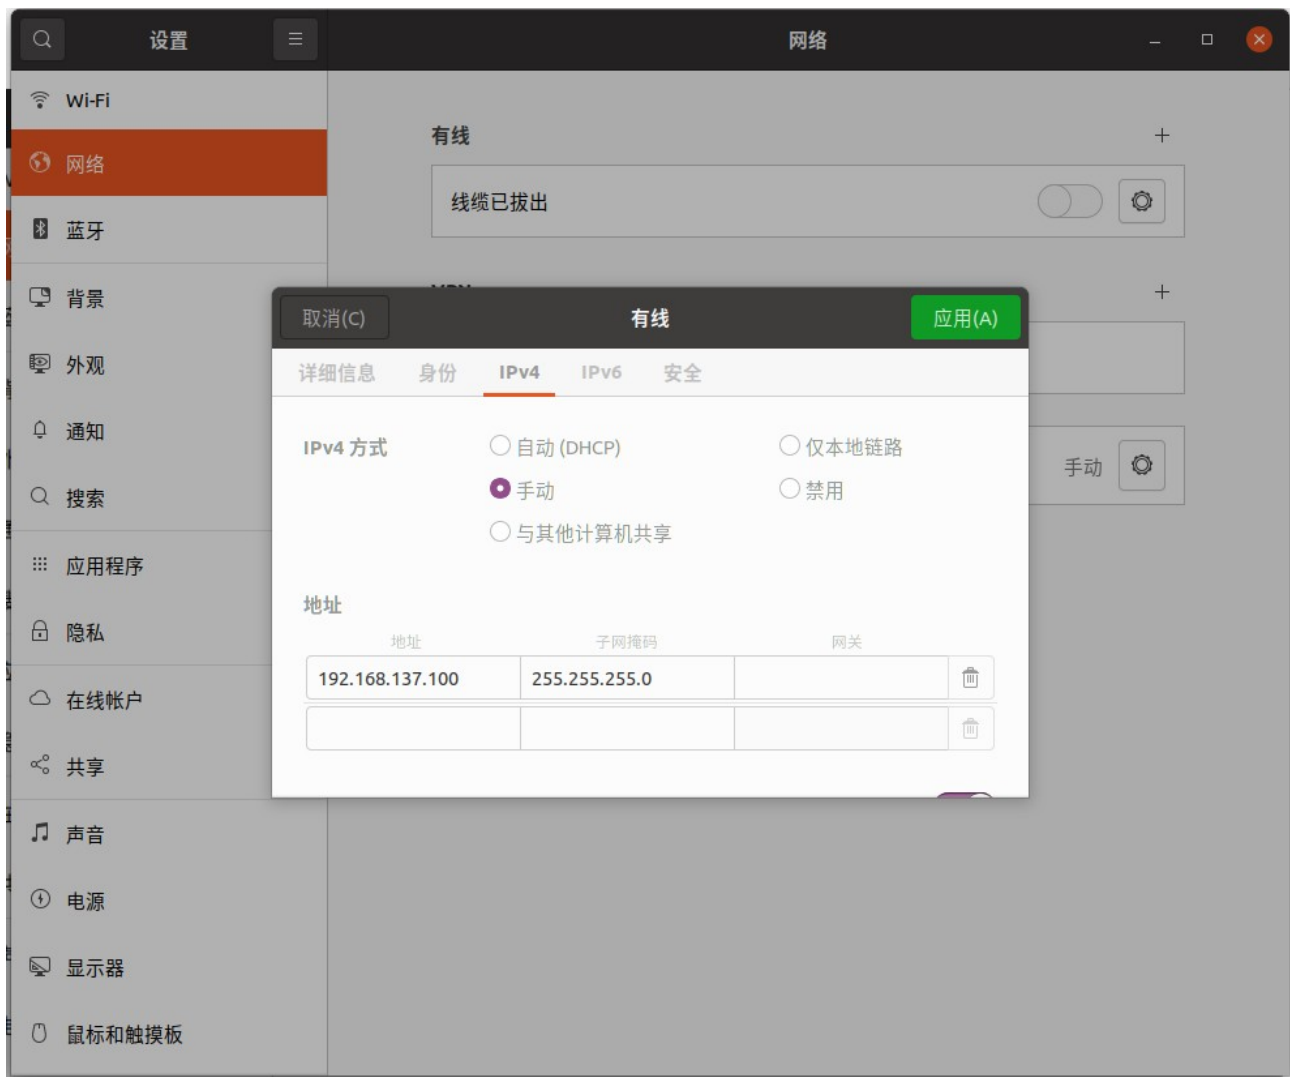 设置
网络
Wi-Fi
网络
蓝牙
背景
外观
通知
搜索
应用程序
隐私
在线帐户
共享
声音
电源
显示器
鼠标和触摸板
有线
线缆已拔出
手动
取消(C)
有线
应用(A)
详细信息 身份 IPv4 IPv6 安全
IPv4 方式
自动 (DHCP) 仅本地链路
手动 禁用
与其他计算机共享
地址
地址 子网掩码 网关
192.168.137.100 255.255.255.0